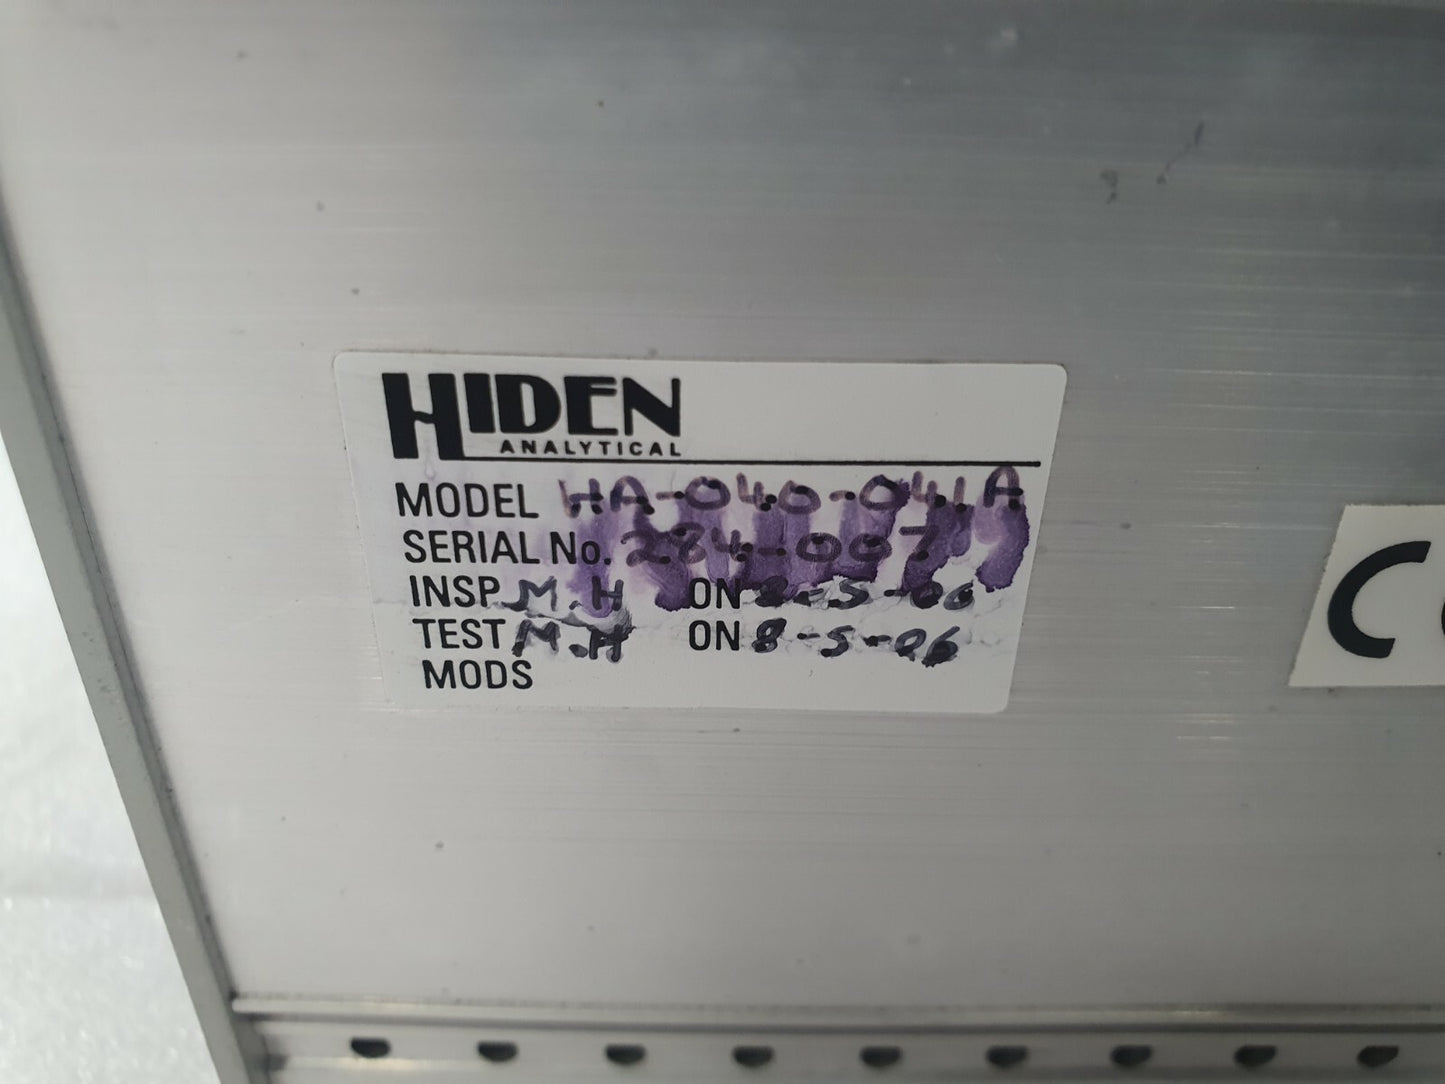 HIDEN
ANALYTICAL
MODEL HA-040-041A
SERIAL No. 284-007
INSP M.H ON 8-5-06
TEST M.H ON 8-5-06
MODS
C